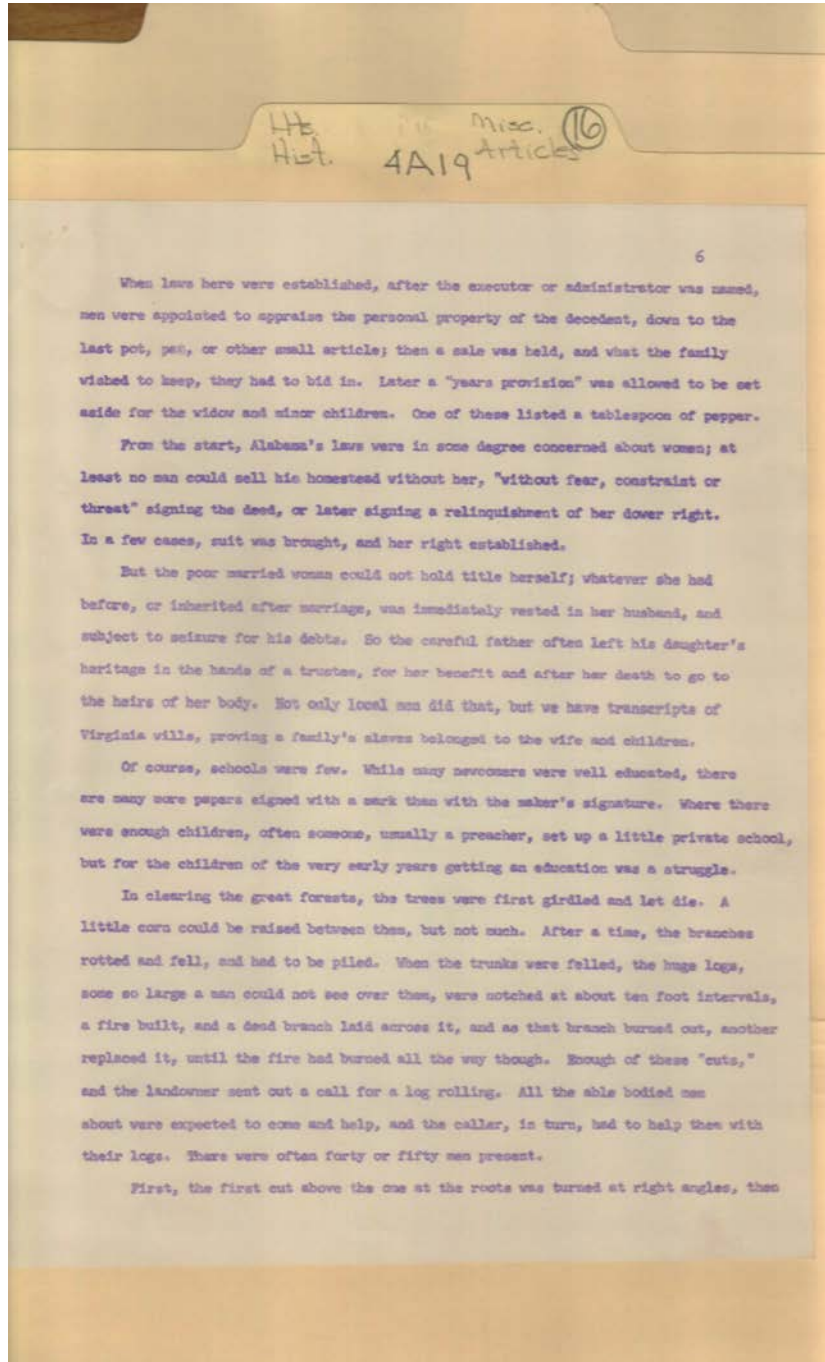 Hist.
4A19
Misc.
Articles
16
6
When laws here were established, after the executor or administrator was named,
men were appointed to appraise the personal property of the decedent, down to the
last pot, pan, or other small article; then a sale was held, and what the family
wished to keep, they had to bid in. Later a "years provision" was allowed to be set
aside for the widow and minor children. One of these listed a tablespoon of pepper.
From the start, Alabama's laws were in some degree concerned about women; at
least no man could sell his homestead without her, "without fear, constraint or
threat" signing the deed, or later signing a relinquishment of her dower right.
In a few cases, suit was brought, and her right established.
But the poor married woman could not hold title herself; whatever she had
before, or inherited after marriage, was immediately vested in her husband, and
subject to seizure for his debts. So the careful father often left his daughter's
heritage in the hands of a trustee, for her benefit and after her death to go to
the heirs of her body. Not only local men did that, but we have transcripts of
Virginia wills, proving a family's slaves belonged to the wife and children.
Of course, schools were few. While many newcomers were well educated, there
are many more papers signed with a mark than with the maker's signature. Where there
were enough children, often someone, usually a preacher, set up a little private school,
but for the children of the very early years getting an education was a struggle.
In clearing the great forests, the trees were first girdled and let die. A
little corn could be raised between them, but not much. After a time, the branches
rotted and fell, and had to be piled. When the trunks were felled, the huge logs,
some so large a man could not see over them, were notched at about ten foot intervals,
a fire built, and a dead branch laid across it, and as that branch burned out, another
replaced it, until the fire had burned all the way though. Enough of these "cuts,"
and the landowner sent out a call for a log rolling. All the able bodied men
about were expected to come and help, and the caller, in turn, had to help them with
their logs. There were often forty or fifty men present.
First, the first cut above the one at the roots was turned at right angles, then